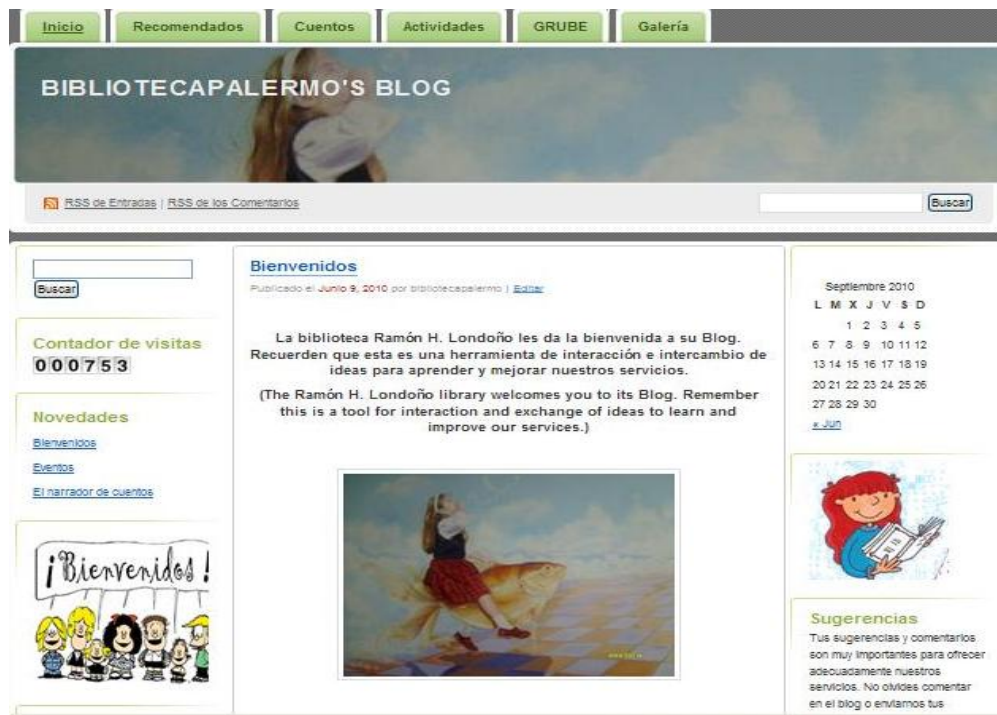 Inicio Recomendados Cuentos Actividades GRUBE Galería
BIBLIOTECAPALERMO'S BLOG
RSS de Entradas | RSS de los Comentarios
Buscar
Buscar
Contador de visitas
000753
Novedades
Bienvenidos
Eventos
El narrador de cuentos
¡Bienvenidos!
Bienvenidos
Publicado el Junio 9, 2010 por bibliotecapalermo | Editar
La biblioteca Ramón H. Londoño les da la bienvenida a su Blog.
Recuerden que esta es una herramienta de interacción e intercambio de
ideas para aprender y mejorar nuestros servicios.
(The Ramón H. Londoño library welcomes you to its Blog. Remember
this is a tool for interaction and exchange of ideas to learn and
improve our services.)
Septiembre 2010
L M X J V S D
1 2 3 4 5
6 7 8 9 10 11 12
13 14 15 16 17 18 19
20 21 22 23 24 25 26
27 28 29 30
« Jun
Sugerencias
Tus sugerencias y comentarios
son muy importantes para ofrecer
adecuadamente nuestros
servicios. No olvides comentar
en el blog o enviarnos tus